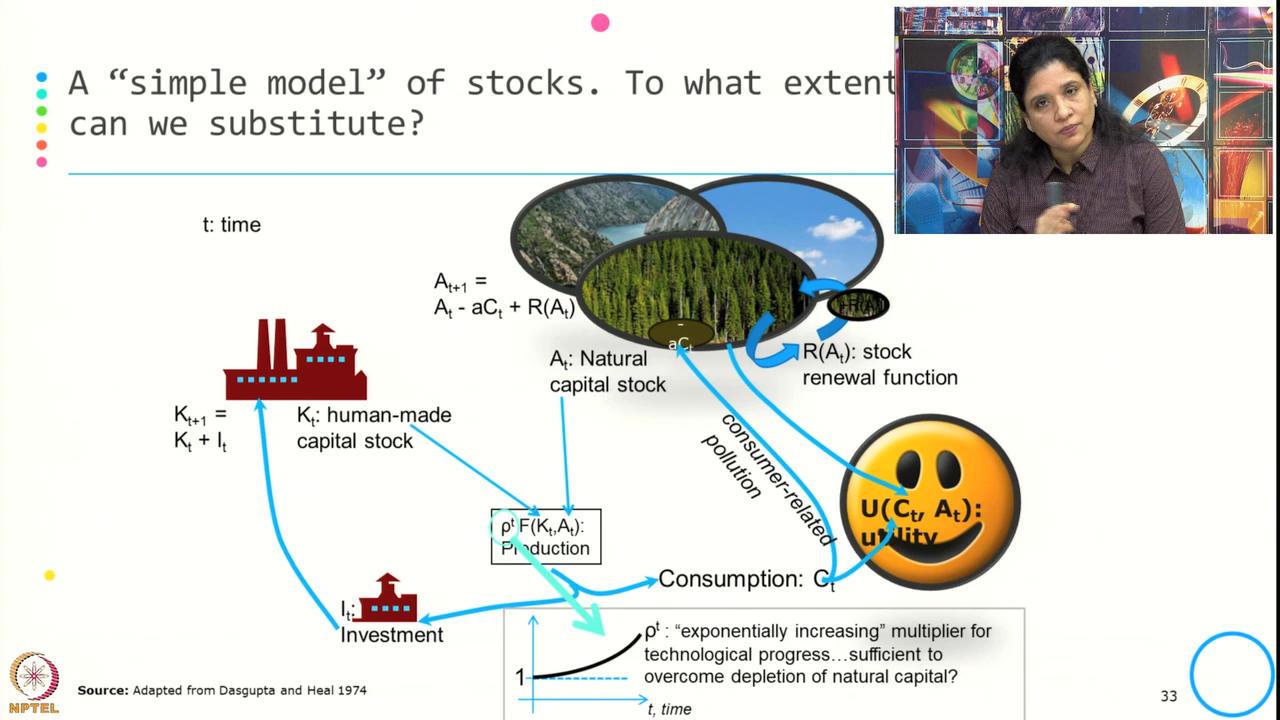 A “simple model” of stocks. To what extent
can we substitute?
t: time
At+1 =
At - aCt + R(At)
+R(At)
-
aCt
At: Natural
capital stock
R(At): stock
renewal function
Kt+1 =
Kt + It
Kt: human-made
capital stock
consumer-related
pollution
U(Ct, At):
utility
ρt F(Kt,At):
Production
Consumption: Ct
It:
Investment
ρt : “exponentially increasing” multiplier for
technological progress…sufficient to
overcome depletion of natural capital?
1
t, time
Source: Adapted from Dasgupta and Heal 1974
33
NPTEL